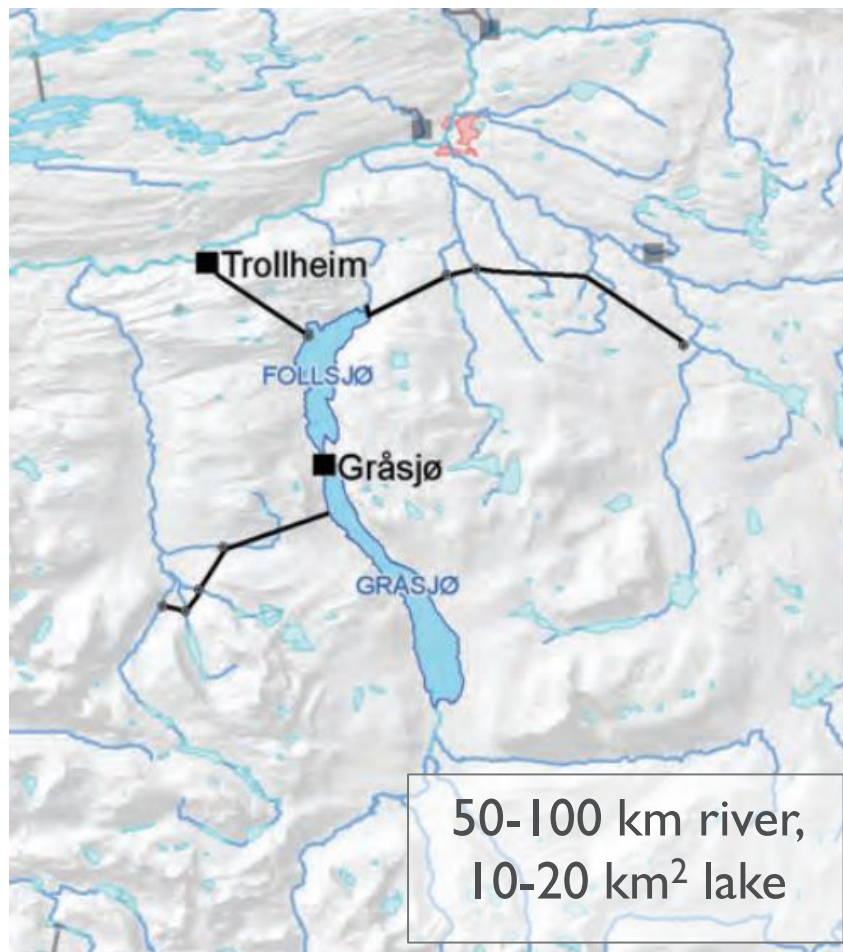 Trollheim
FOLLSJØ
Gråsjø
GRÅSJØ
50-100 km river,
10-20 km² lake